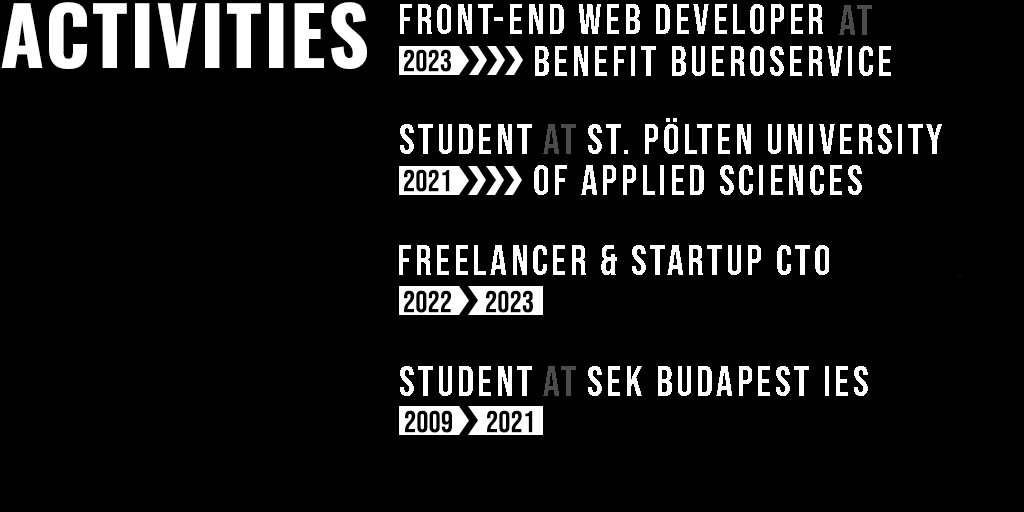 ACTIVITIES
FRONT-END WEB DEVELOPER AT
2023 BENEFIT BUEROSERVICE
STUDENT AT ST. PÖLTEN UNIVERSITY
2021 OF APPLIED SCIENCES
FREELANCER & STARTUP CTO
2022 2023
STUDENT AT SEK BUDAPEST IES
2009 2021